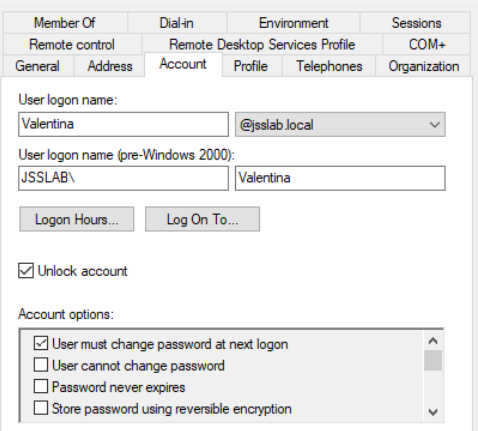 Member Of Dial-in Environment Sessions
Remote control Remote Desktop Services Profile COM+
General Address Account Profile Telephones Organization
User logon name:
Valentina @jsslab.local
User logon name (pre-Windows 2000):
JSSLAB\ Valentina
Logon Hours... Log On To...
Unlock account
Account options:
User must change password at next logon
User cannot change password
Password never expires
Store password using reversible encryption